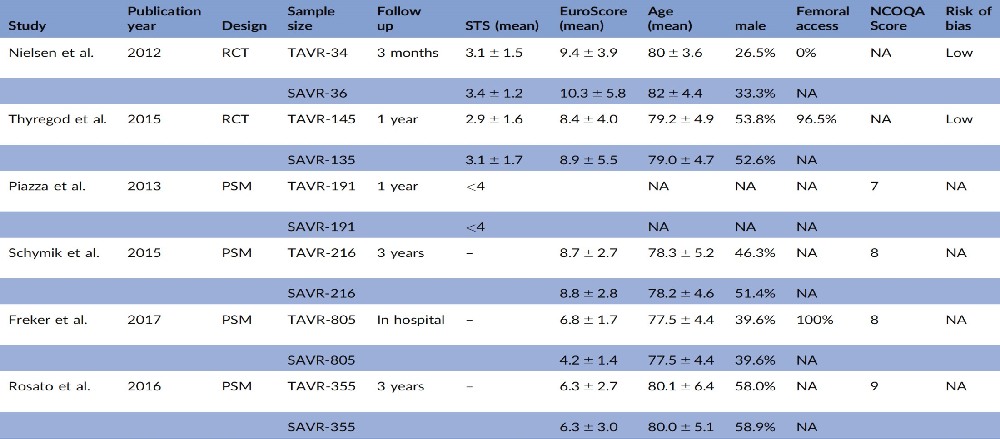 Study Publication year Design Sample size Follow up STS (mean) EuroScore (mean) Age (mean) male Femoral access NCOQA Score Risk of bias
Nielsen et al. 2012 RCT TAVR-34 3 months 3.1 ± 1.5 9.4 ± 3.9 80 ± 3.6 26.5% 0% NA Low
SAVR-36 3.4 ± 1.2 10.3 ± 5.8 82 ± 4.4 33.3% NA
Thyregod et al. 2015 RCT TAVR-145 1 year 2.9 ± 1.6 8.4 ± 4.0 79.2 ± 4.9 53.8% 96.5% NA Low
SAVR-135 3.1 ± 1.7 8.9 ± 5.5 79.0 ± 4.7 52.6% NA
Piazza et al. 2013 PSM TAVR-191 1 year <4 NA NA NA 7 NA
SAVR-191 <4 NA NA NA
Schymik et al. 2015 PSM TAVR-216 3 years – 8.7 ± 2.7 78.3 ± 5.2 46.3% NA 8 NA
SAVR-216 8.8 ± 2.8 78.2 ± 4.6 51.4% NA
Freker et al. 2017 PSM TAVR-805 In hospital – 6.8 ± 1.7 77.5 ± 4.4 39.6% 100% 8 NA
SAVR-805 4.2 ± 1.4 77.5 ± 4.4 39.6% NA
Rosato et al. 2016 PSM TAVR-355 3 years – 6.3 ± 2.7 80.1 ± 6.4 58.0% NA 9 NA
SAVR-355 6.3 ± 3.0 80.0 ± 5.1 58.9% NA